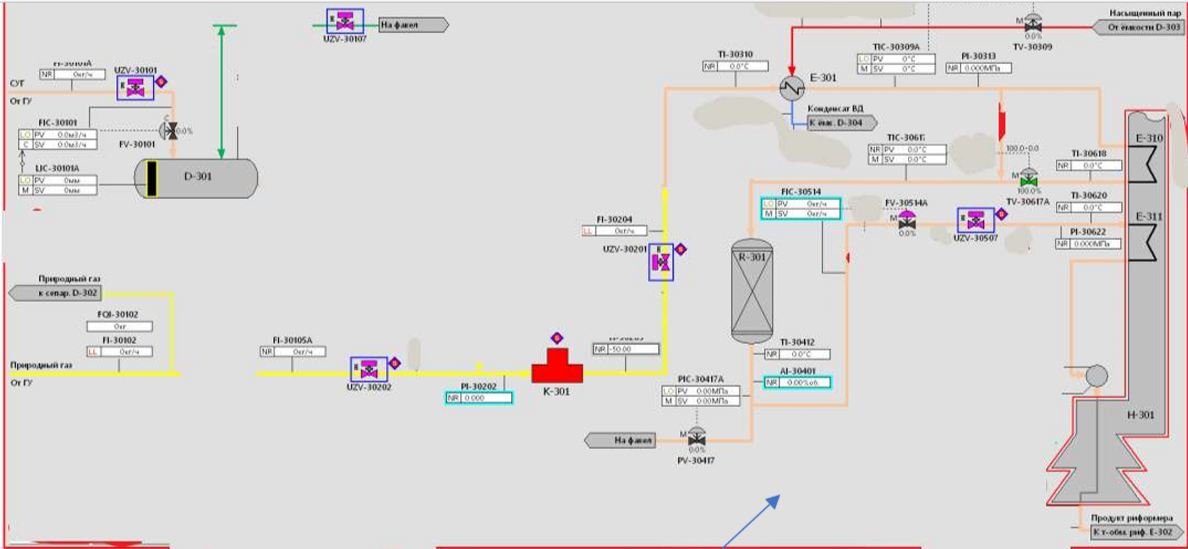 На факел
UZV-30107
Насыщенный пар
От ёмкости D-303
M
0.0%
TV-30309
TI-30310
NR 0.0°C
TIC-30309A
LO PV 0°C
M SV 0°C
PI-30313
NR 0.000МПа
E-301
Конденсат ВД
К ёмк. D-304
NR 0кг/ч
UZV-30101
СУГ
От ГУ
FIC-30101
LO PV 0.0м3/ч
C SV 0.0м3/ч
C
0.0%
FV-30101
LIC-30101A
LO PV 0мм
M SV 0мм
D-301
NR PV 0.0°C
M SV 0.0°C
100.0-0.0
M
100.0%
TV-30617A
E-310
TI-30618
NR 0.0°C
TI-30620
NR 0.0°C
E-311
PI-30622
NR 0.000МПа
FIC-30514
LO PV 0кг/ч
M SV 0кг/ч
FV-30514A
M
0.0%
UZV-30507
FI-30204
LL 0кг/ч
UZV-30201
R-301
Природный газ
к сепар. D-302
FQI-30102
0кг
FI-30102
LL 0кг/ч
Природный газ
От ГУ
FI-30105A
NR 0кг/ч
UZV-30202
PI-30202
NR 0.000
K-301
NR -50.00
TI-30412
NR 0.0°C
AI-30401
NR 0.00%об.
PIC-30417A
LO PV 0.00МПа
M SV 0.00МПа
На факел
M
0.0%
PV-30417
H-301
Продукт риформера
К т-обм. риф. E-302